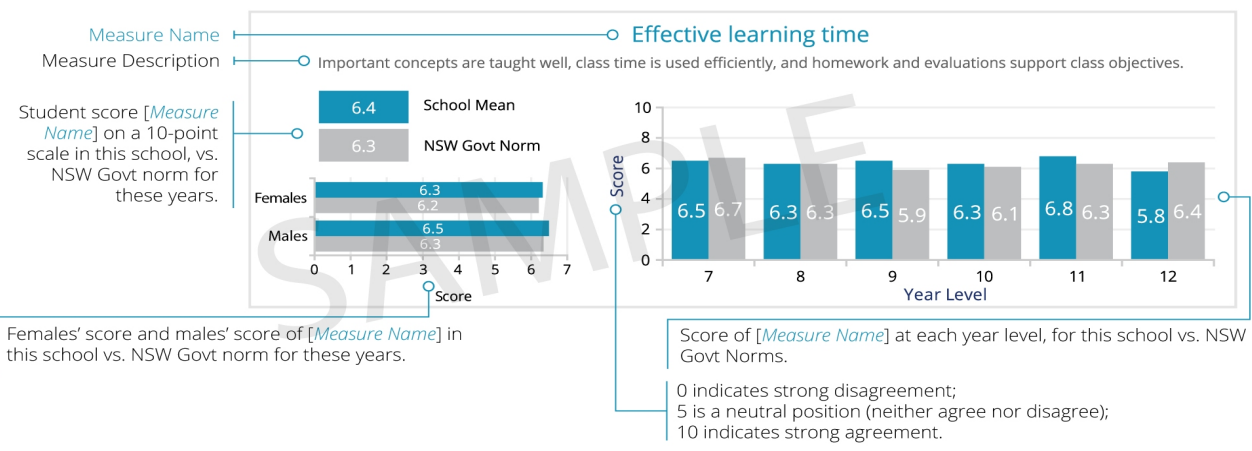 Measure Name
Effective learning time
Measure Description
Important concepts are taught well, class time is used efficiently, and homework and evaluations support class objectives.
Student score [Measure
Name] on a 10-point
scale in this school, vs.
NSW Govt norm for
these years.
6.4 School Mean
6.3 NSW Govt Norm
Females
6.3
6.2
Males
6.5
6.3
0 1 2 3 4 5 6 7
Score
Score
10
8
6
4
2
0
6.5 6.7 6.3 6.3 6.5 5.9 6.3 6.1 6.8 6.3 5.8 6.4
7 8 9 10 11 12
Year Level
SAMPLE
Females’ score and males’ score of [Measure Name] in
this school vs. NSW Govt norm for these years.
Score of [Measure Name] at each year level, for this school vs. NSW
Govt Norms.
0 indicates strong disagreement;
5 is a neutral position (neither agree nor disagree);
10 indicates strong agreement.